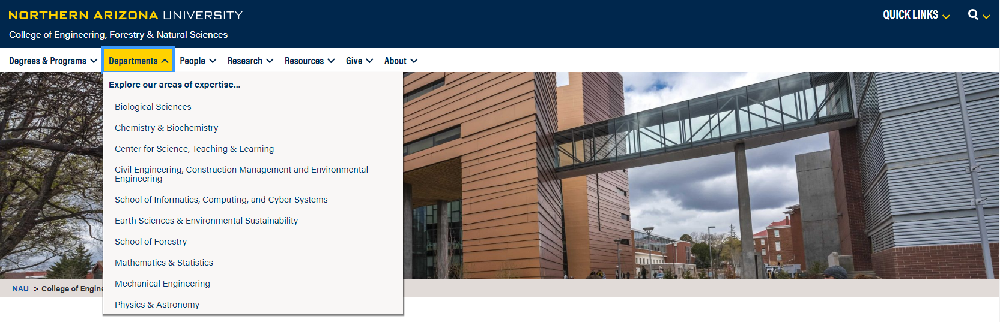 NORTHERN ARIZONA UNIVERSITY
College of Engineering, Forestry & Natural Sciences
QUICK LINKS
Degrees & Programs Departments People Research Resources Give About
Explore our areas of expertise...
Biological Sciences
Chemistry & Biochemistry
Center for Science, Teaching & Learning
Civil Engineering, Construction Management and Environmental
Engineering
School of Informatics, Computing, and Cyber Systems
Earth Sciences & Environmental Sustainability
School of Forestry
Mathematics & Statistics
Mechanical Engineering
Physics & Astronomy
NAU > College of Engine